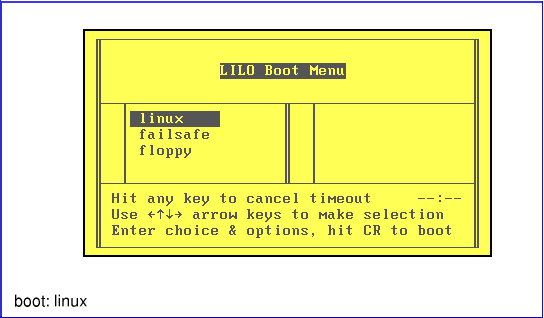 LILO Boot Menu
linux
failsafe
floppy
Hit any key to cancel timeout --:--
Use ←↑↓→ arrow keys to make selection
Enter choice & options, hit CR to boot
boot: linux